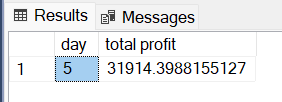 Results Messages
day total profit
1 5 31914.3988155127